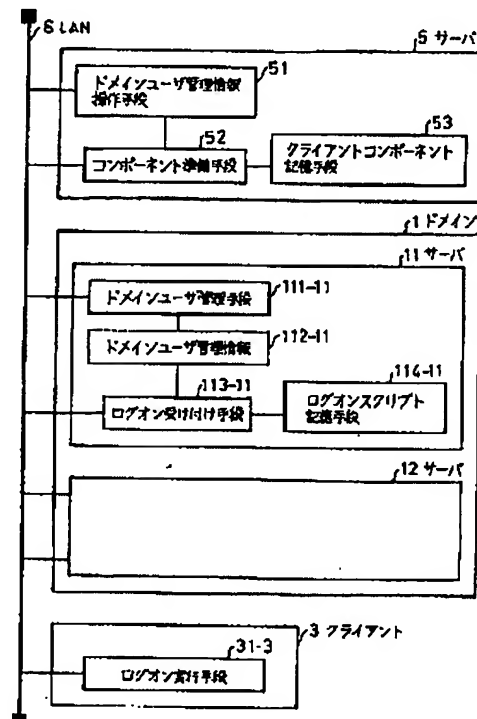 6 LAN
5 サーバ
51
ドメインユーザ管理情報
操作手段
52
53
コンポーネント準備手段
クライアントコンポーネント
記憶手段
1 ドメイン
11 サーバ
ドメインユーザ管理手段
111-11
ドメインユーザ管理情報
112-11
113-11
114-11
ログオン受け付け手段
ログオンスクリプト
記憶手段
12 サーバ
3 クライアント
31-3
ログオン実行手段